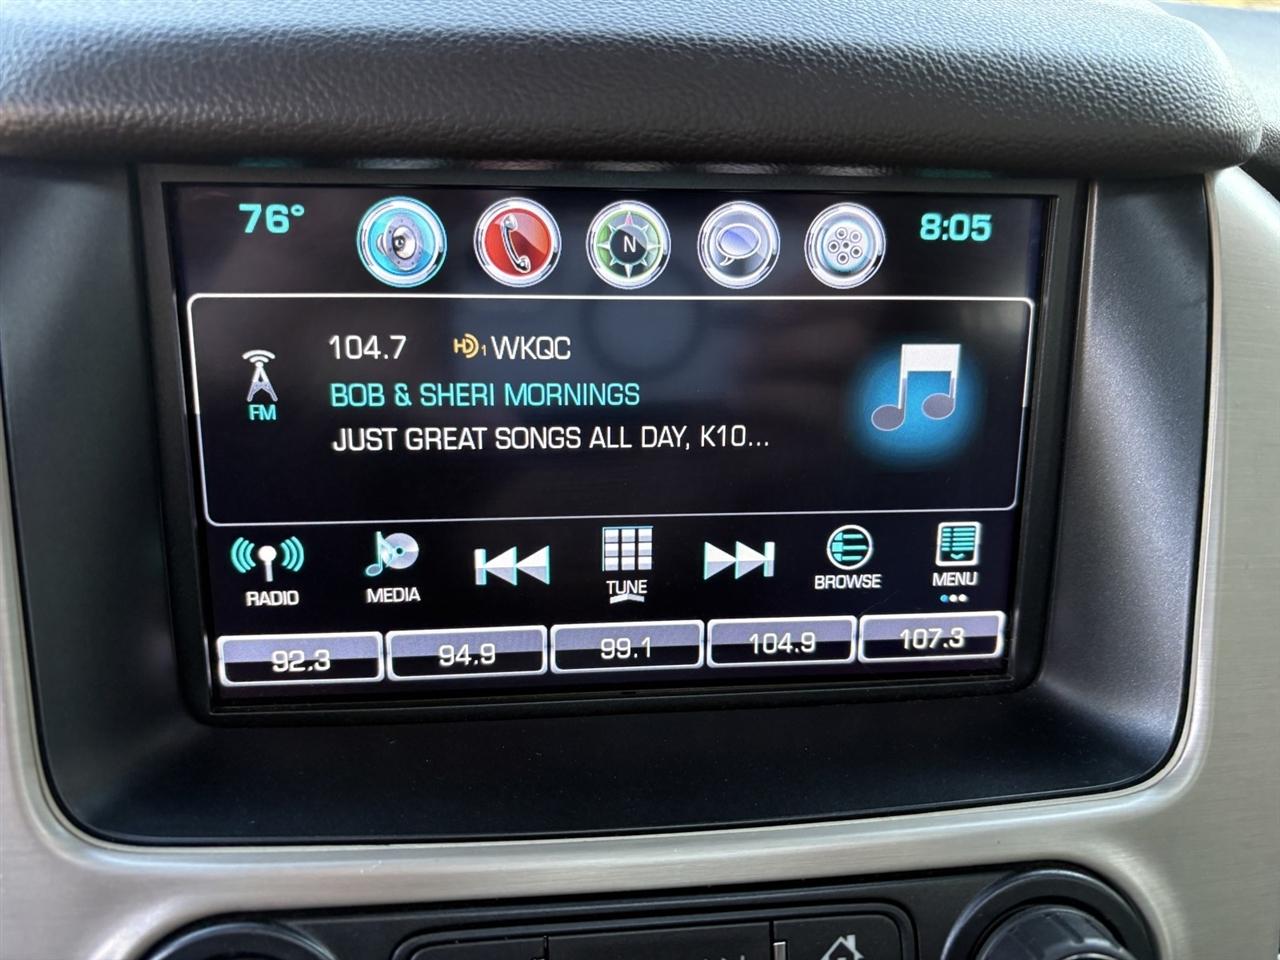 76° N 8:05
104.7 HD1 WKQC
BOB & SHERI MORNINGS
JUST GREAT SONGS ALL DAY, K10...
FM
RADIO MEDIA TUNE BROWSE MENU
92.3 94.9 99.1 104.9 107.3